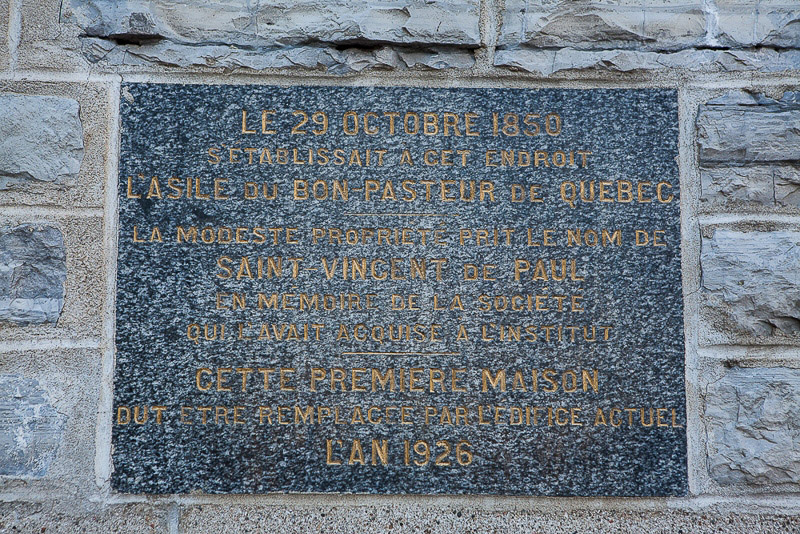 LE 29 OCTOBRE 1850
S'ETABLISSAIT A CET ENDROIT
L'ASILE DU BON-PASTEUR DE QUEBEC
LA MODESTE PROPRIETE PRIT LE NOM DE
SAINT-VINCENT DE PAUL
EN MEMOIRE DE LA SOCIETE
QUI L'AVAIT ACQUISE A L'INSTITUT
CETTE PREMIERE MAISON
DUT ETRE REMPLACEE PAR L'EDIFICE ACTUEL
L'AN 1926